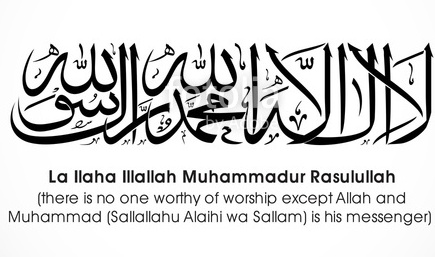 لا اله الا الله محمد رسول الله
La Ilaha Illallah Muhammadur Rasulullah
(there is no one worthy of worship except Allah and
Muhammad (Sallallahu Alaihi wa Sallam) is his messenger)